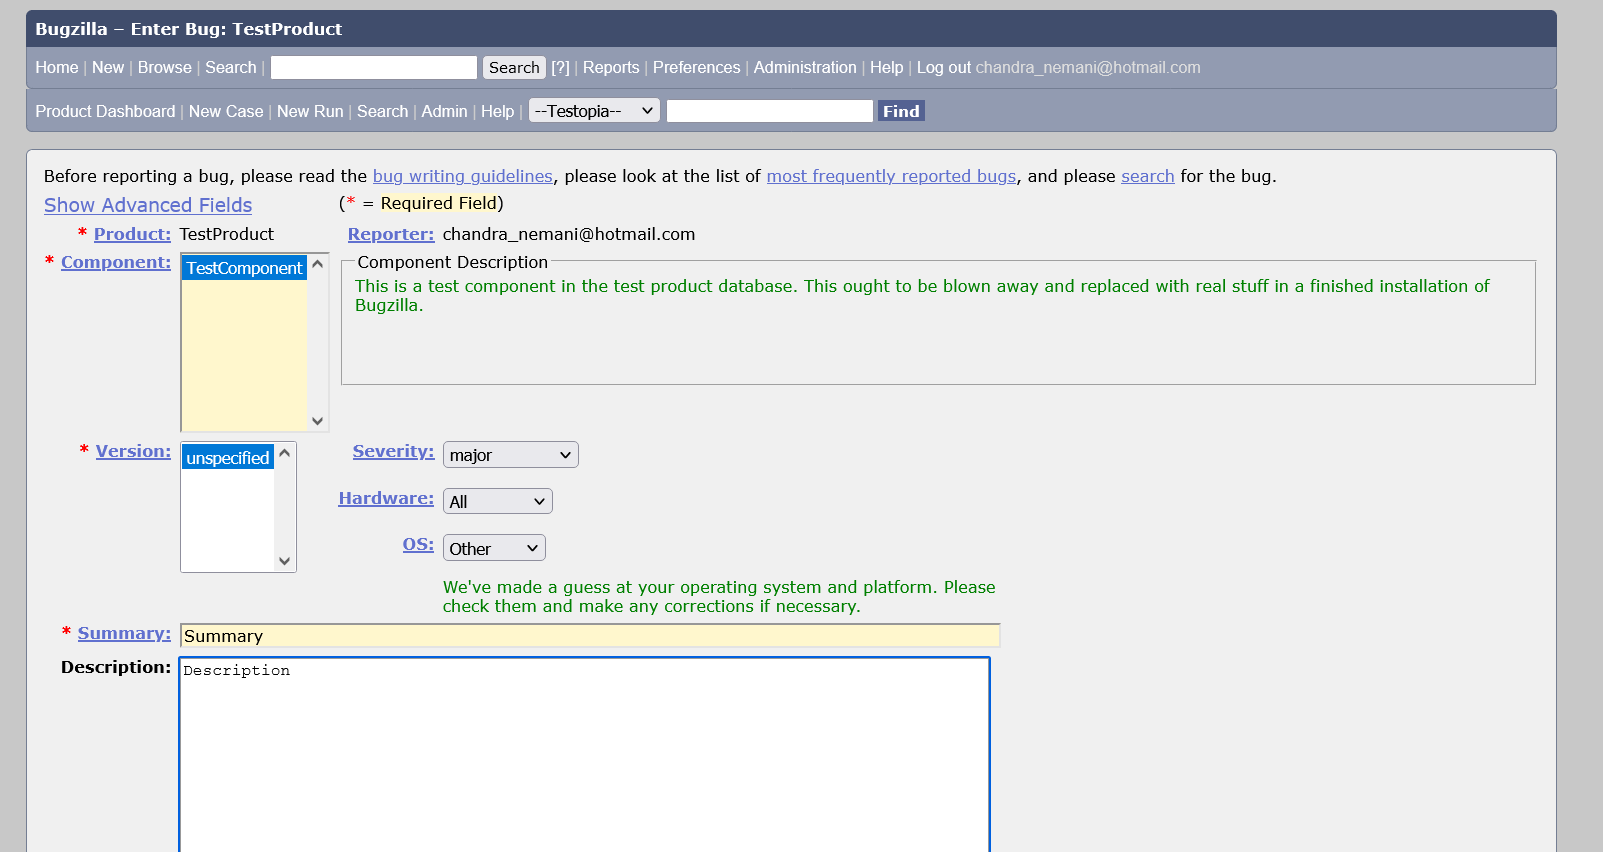 Bugzilla – Enter Bug: TestProduct
Home | New | Browse | Search | Search [?] | Reports | Preferences | Administration | Help | Log out chandra_nemani@hotmail.com
Product Dashboard | New Case | New Run | Search | Admin | Help | --Testopia-- Find
Before reporting a bug, please read the bug writing guidelines, please look at the list of most frequently reported bugs, and please search for the bug.
Show Advanced Fields (* = Required Field)
* Product: TestProduct Reporter: chandra_nemani@hotmail.com
* Component: TestComponent
Component Description
This is a test component in the test product database. This ought to be blown away and replaced with real stuff in a finished installation of
Bugzilla.
* Version: unspecified Severity: major
Hardware: All
OS: Other
We've made a guess at your operating system and platform. Please
check them and make any corrections if necessary.
* Summary: Summary
Description: Description